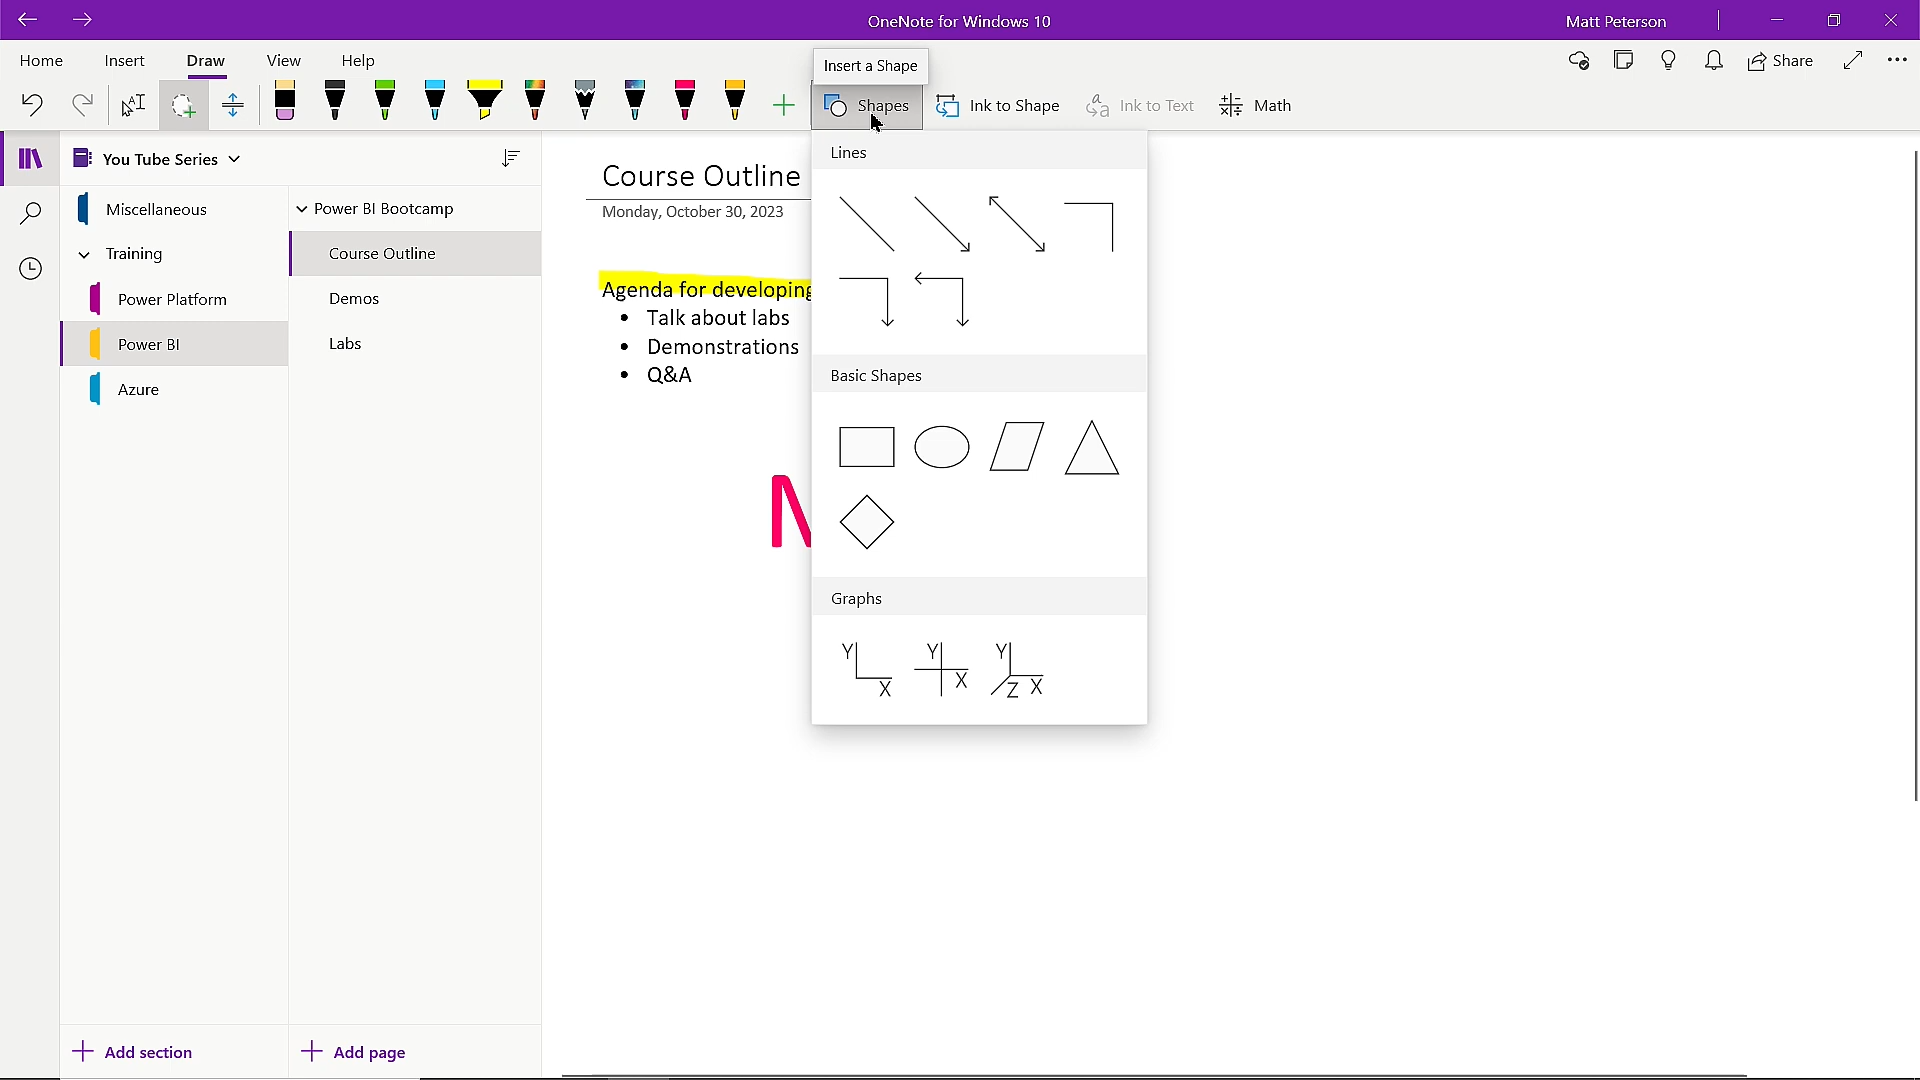 OneNote for Windows 10
Matt Peterson
Home Insert Draw View Help
Insert a Shape
Share
Shapes
Ink to Shape
Ink to Text
Math
You Tube Series
Miscellaneous
Training
Power Platform
Power BI
Azure
Add section
Power BI Bootcamp
Course Outline
Demos
Labs
Add page
Course Outline
Monday, October 30, 2023
Agenda for developing
• Talk about labs
• Demonstrations
• Q&A
Lines
Basic Shapes
Graphs
Y X
Y X
Y Z X